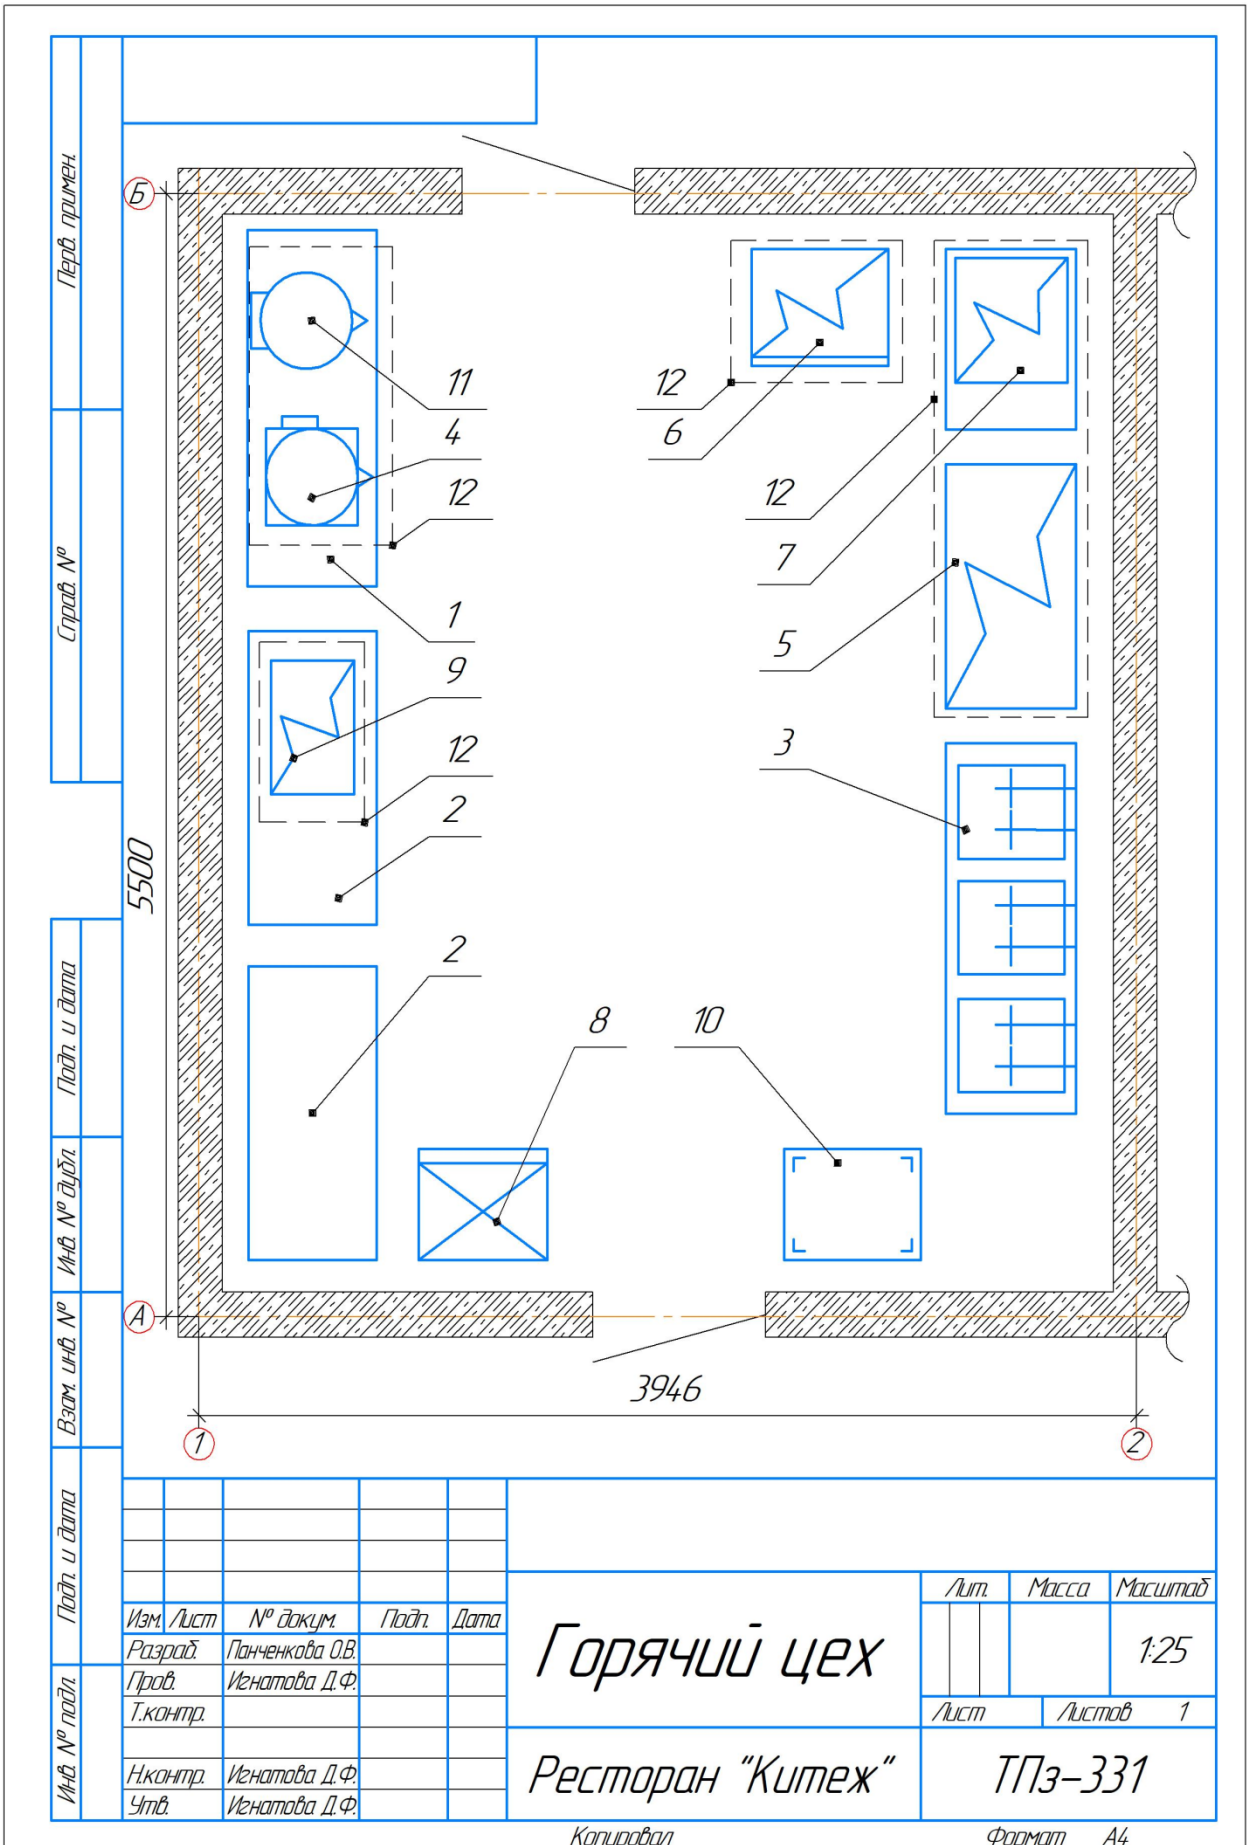 Перв. примен.
Справ. №
Подп. и дата
Инв. № дубл.
Взам. инв. №
Подп. и дата
Инв. № подл.
Б
11
12
4
6
12
12
7
1
5
9
12
3
2
5500
2
8
10
А
3946
1
2
Лит. Масса Масштаб
Изм. Лист № докум. Подп. Дата
Разраб. Панченкова О.В.
Пров. Игнатова Д.Ф.
Т.контр.
Н.контр. Игнатова Д.Ф.
Утв. Игнатова Д.Ф.
Горячий цех
1:25
Лист Листов 1
Ресторан "Китеж"
ТПз-331
Копировал Формат А4